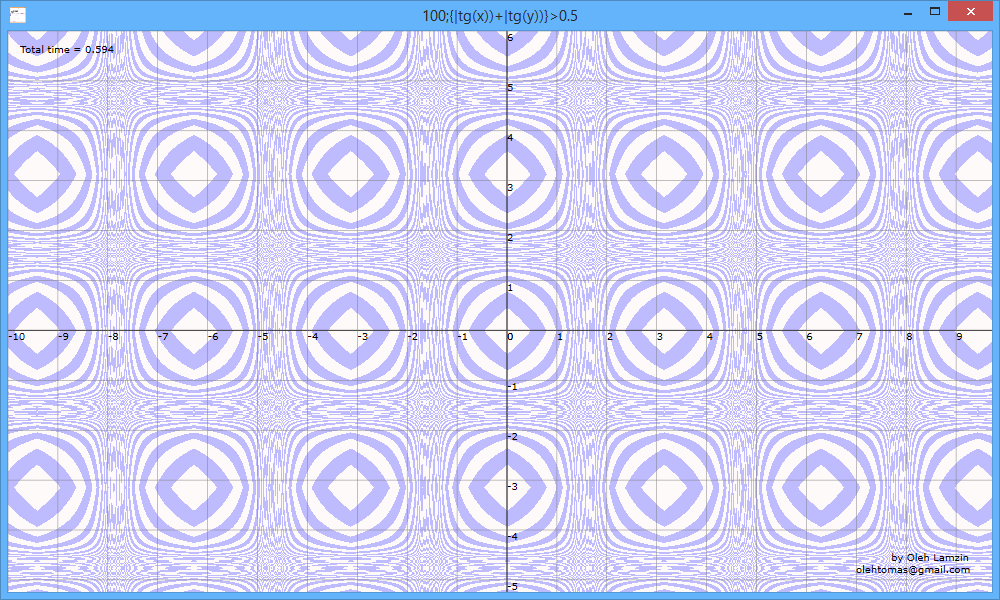 100;{|tg(x))+|tg(y))}>0.5
Total time = 0.594
6
5
4
3
2
1
-10 -9 -8 -7 -6 -5 -4 -3 -2 -1 0 1 2 3 4 5 6 7 8 9
-1
-2
-3
-4
-5
by Oleh Lamzin
olehtomas@gmail.com